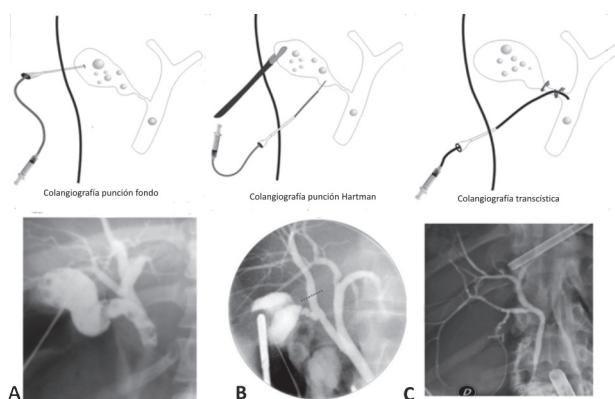 Colangiografía punción fondo
Colangiografía punción Hartman
Colangiografía transcística
A
B
C
D